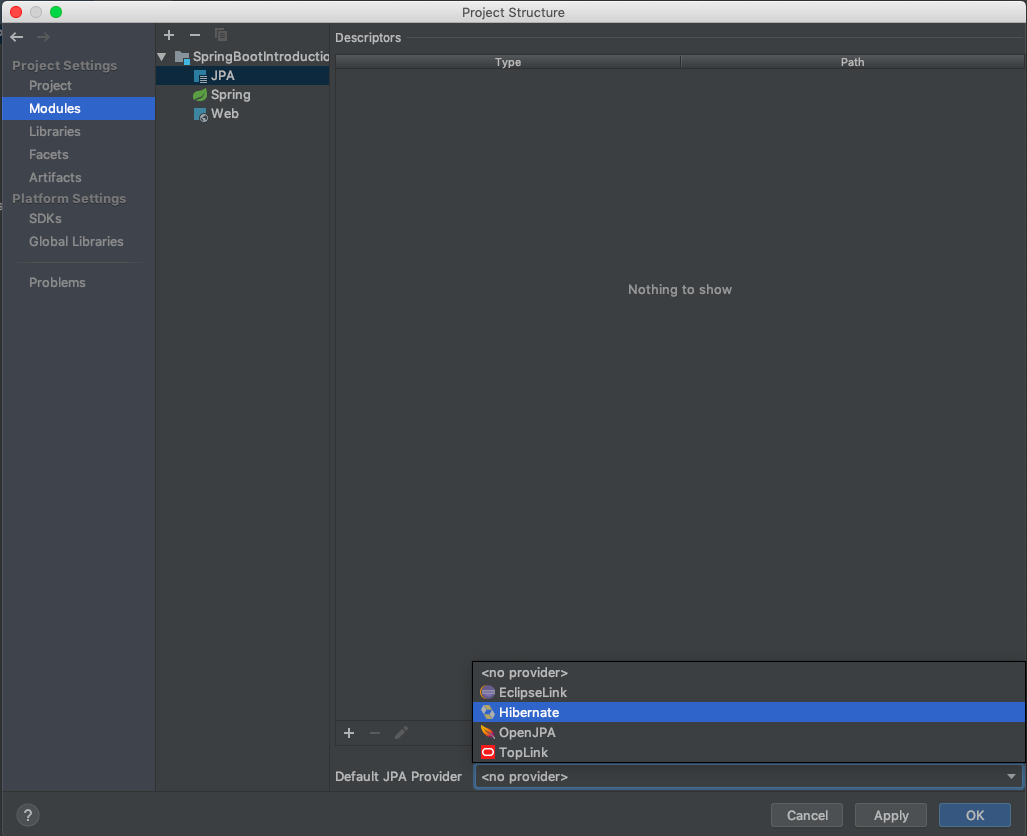 Project Structure
Project Settings
Project
Modules
Libraries
Facets
Artifacts
Platform Settings
SDKs
Global Libraries
Problems
SpringBootIntroductio
JPA
Spring
Web
Descriptors
Type Path
Nothing to show
<no provider>
EclipseLink
Hibernate
OpenJPA
TopLink
Default JPA Provider <no provider>
? Cancel Apply OK